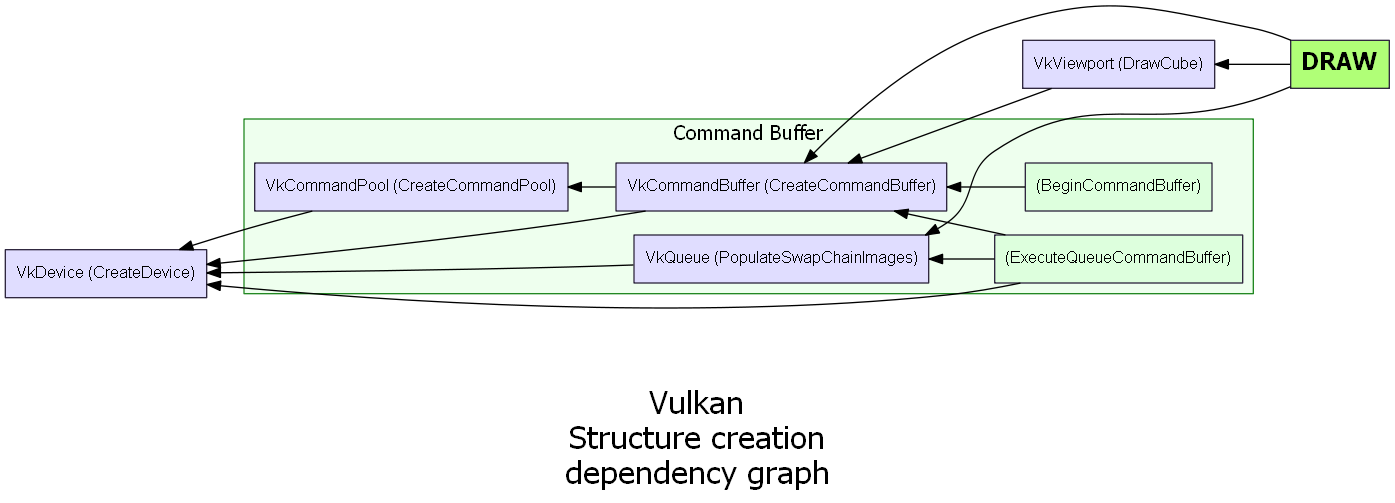 DRAW
VkViewport (DrawCube)
Command Buffer
VkCommandPool (CreateCommandPool)
VkCommandBuffer (CreateCommandBuffer)
(BeginCommandBuffer)
VkDevice (CreateDevice)
VkQueue (PopulateSwapChainImages)
(ExecuteQueueCommandBuffer)
Vulkan
Structure creation
dependency graph